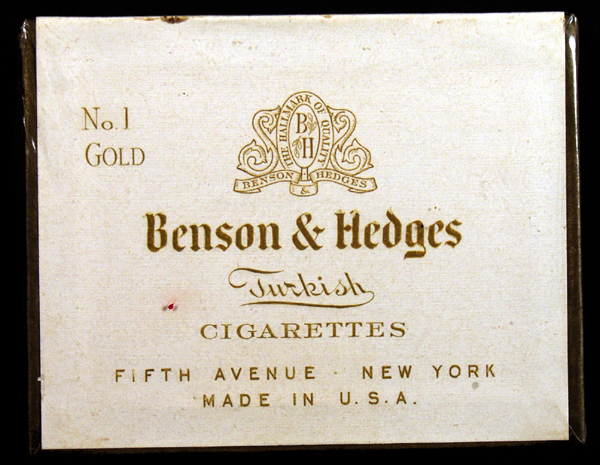 No. 1
GOLD
THE HALLMARK OF QUALITY
B
H
BENSON & HEDGES
Benson & Hedges
Turkish
CIGARETTES
FIFTH AVENUE · NEW YORK
MADE IN U.S.A.